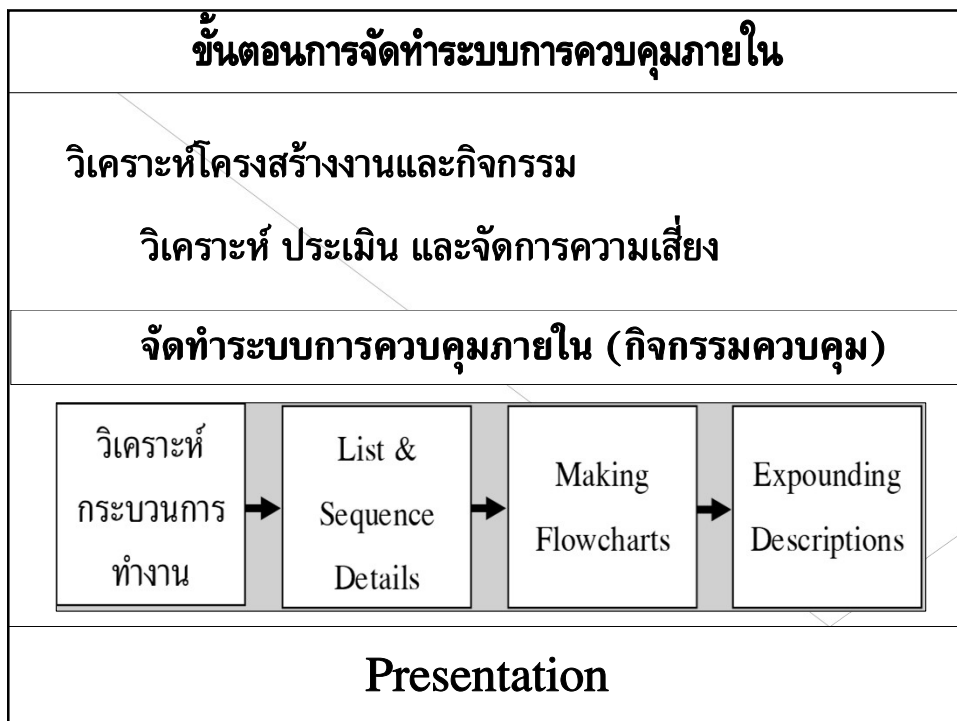 ขั้นตอนการจัดทำระบบการควบคุมภายใน
วิเคราะห์โครงสร้างงานและกิจกรรม
วิเคราะห์ ประเมิน และจัดการความเสี่ยง
จัดทำระบบการควบคุมภายใน (กิจกรรมควบคุม)
วิเคราะห์
กระบวนการ
ทำงาน
List &
Sequence
Details
Making
Flowcharts
Expounding
Descriptions
Presentation